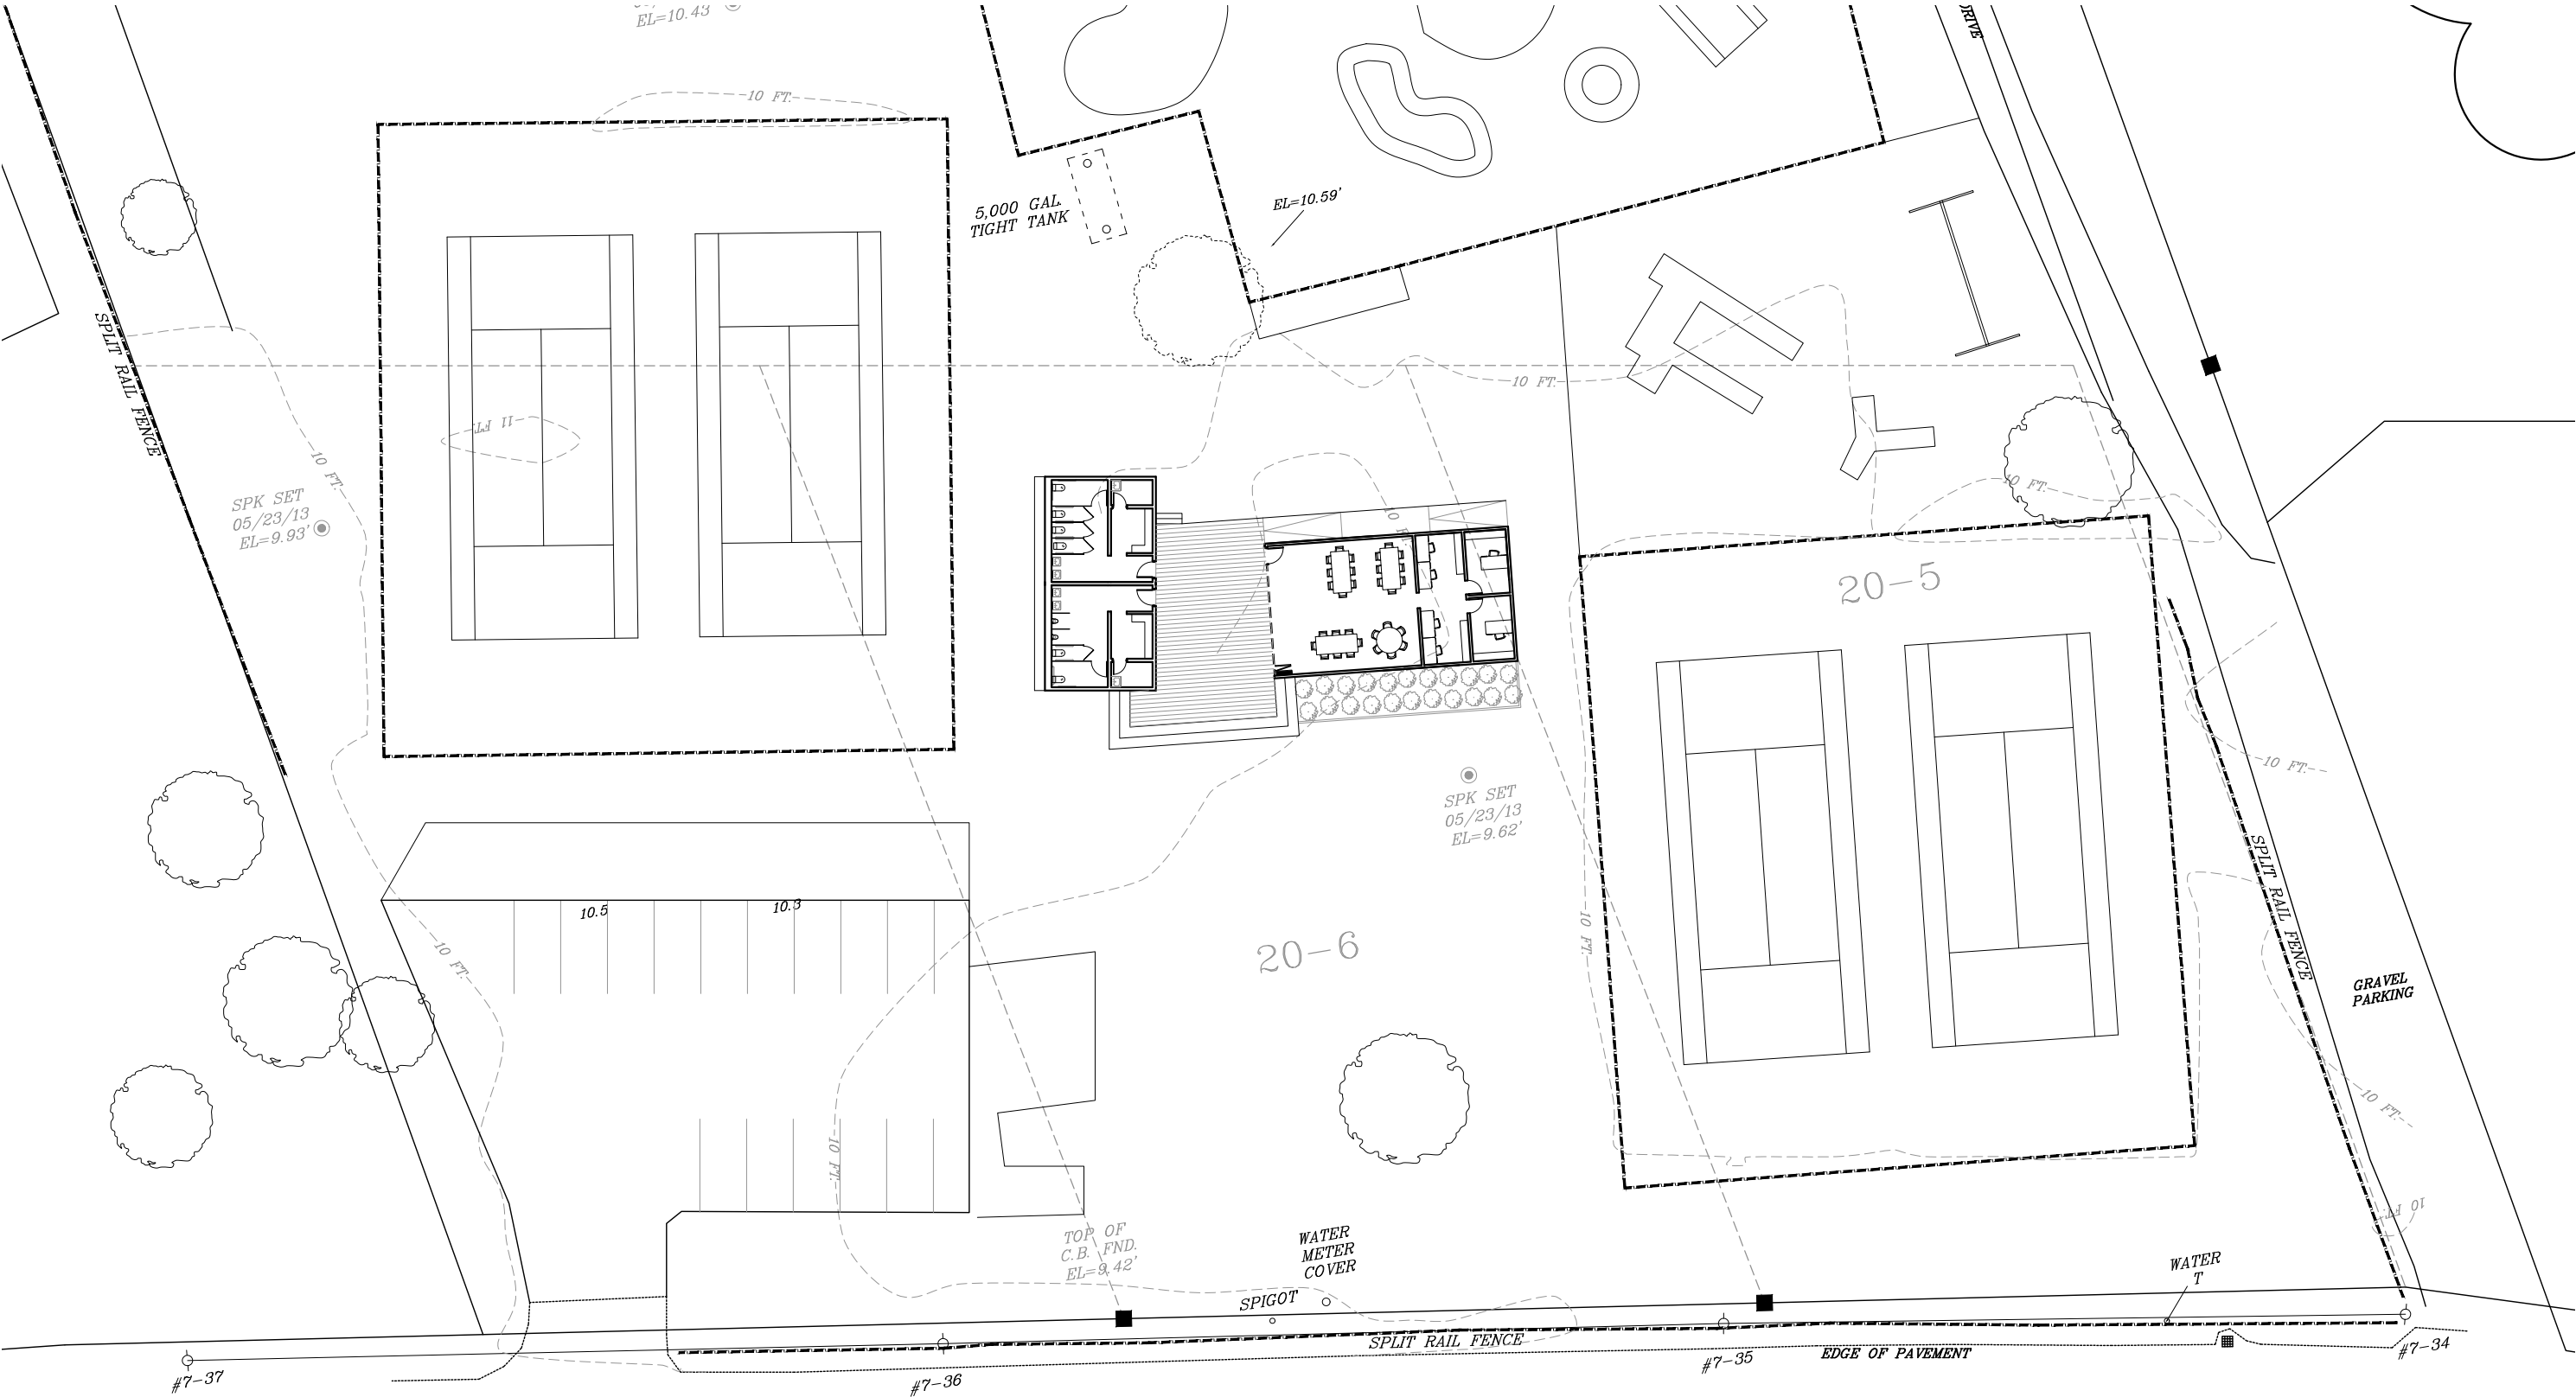 EL=10.43'
DRIVE
10 FT.
5,000 GAL.
TIGHT TANK
EL=10.59'
SPLIT RAIL FENCE
10 FT.
11 FT.
10 FT.
SPK SET
05/23/13
EL=9.93'
10 FT.
20-5
10 FT.
SPK SET
05/23/13
EL=9.62'
SPLIT RAIL FENCE
10.5
10.3
10 FT.
20-6
10 FT.
GRAVEL
PARKING
10 FT.
10 FT.
10 FT.
TOP OF
C.B. FND.
EL=9.42'
WATER
METER
COVER
SPIGOT
WATER
T
SPLIT RAIL FENCE
EDGE OF PAVEMENT
#7-37
#7-36
#7-35
#7-34